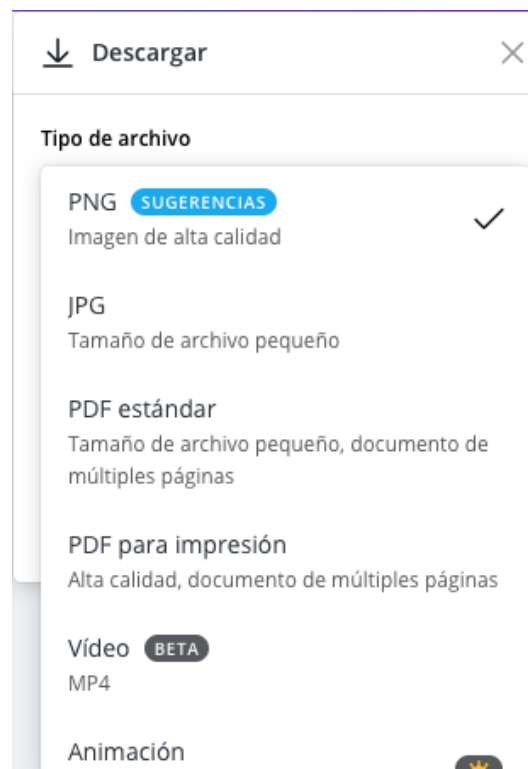 Descargar
Tipo de archivo
PNG SUGERENCIAS
Imagen de alta calidad
JPG
Tamaño de archivo pequeño
PDF estándar
Tamaño de archivo pequeño, documento de
múltiples páginas
PDF para impresión
Alta calidad, documento de múltiples páginas
Vídeo BETA
MP4
Animación